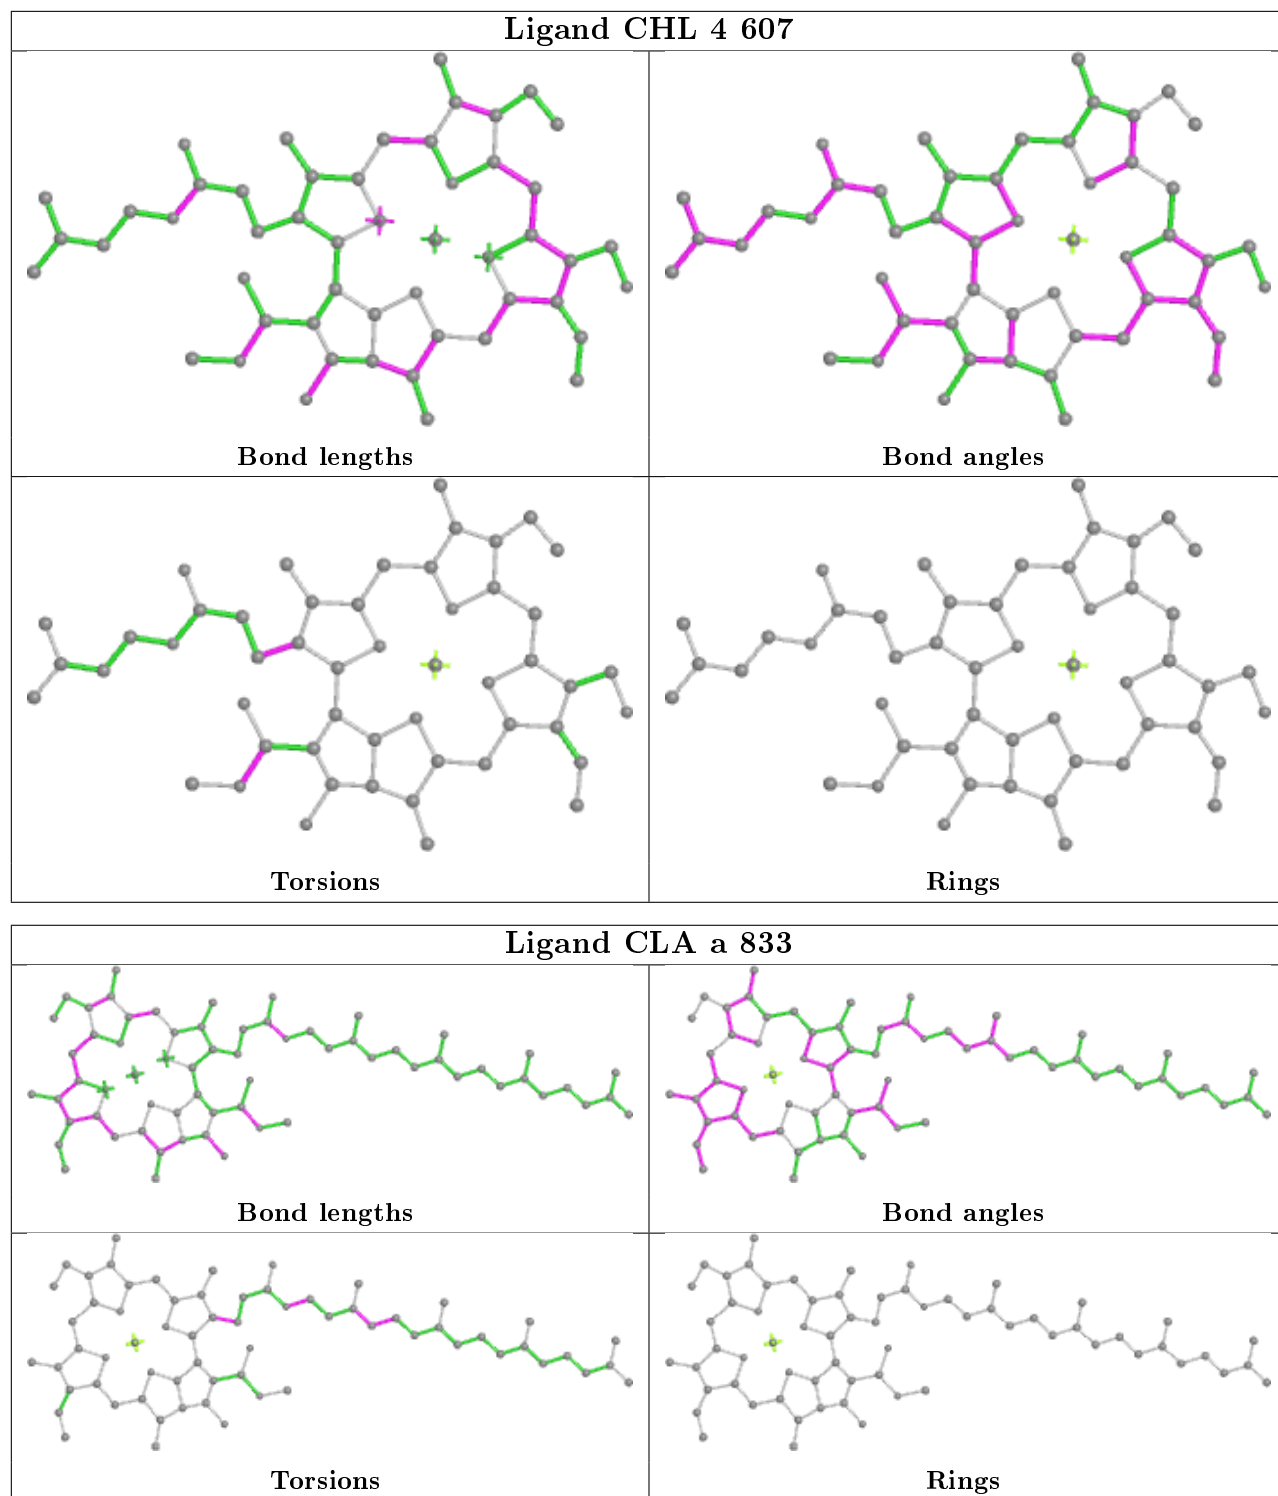 Ligand CHL 4 607
Bond lengths
Bond angles
Torsions
Rings
Ligand CLA a 833
Bond lengths
Bond angles
Torsions
Rings